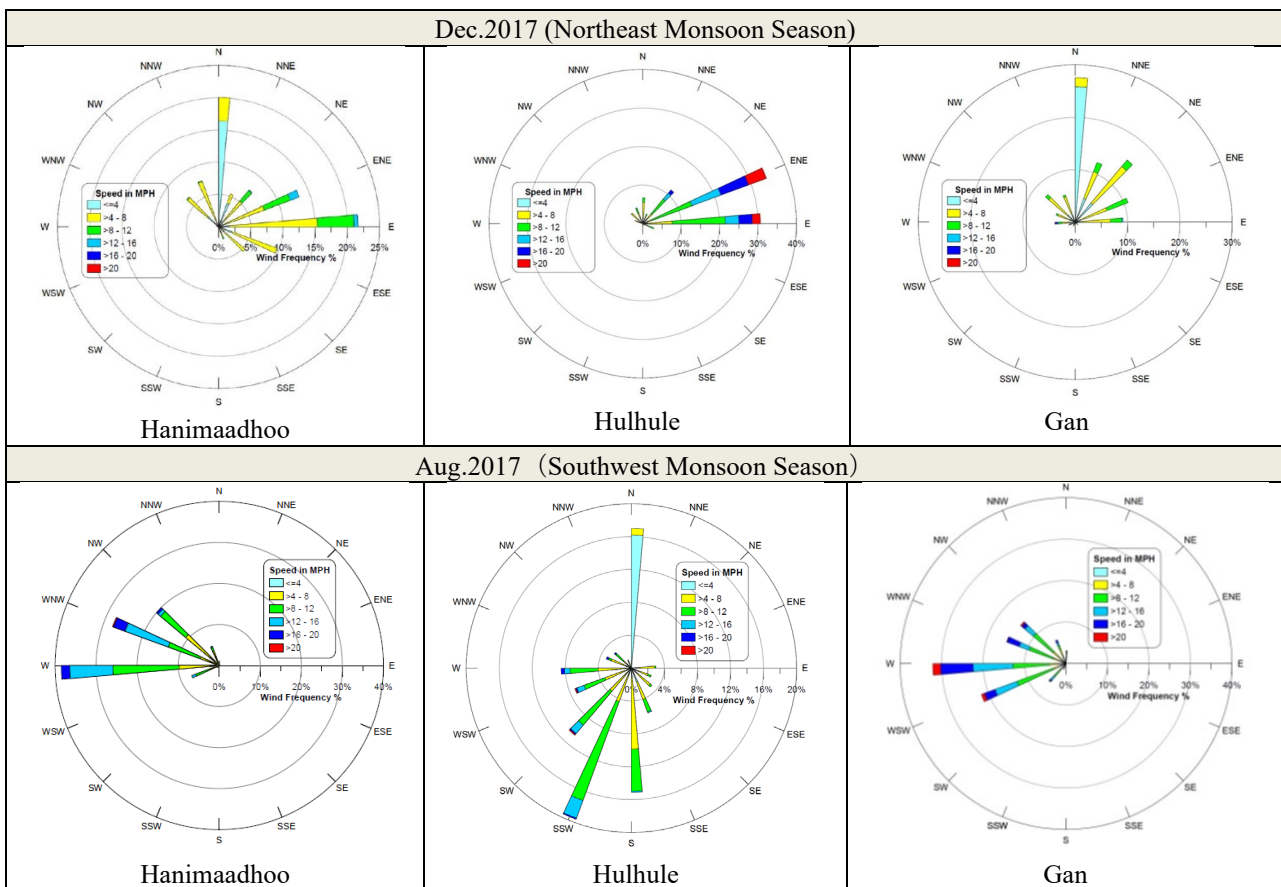 Dec.2017 (Northeast Monsoon Season)
N
NNW NNE
NW NE
WNW ENE
Speed in MPH
<=4
>4 - 8
>8 - 12
>12 - 16
>16 - 20
>20
W E
0% 5% 10% 15% 20% 25%
Wind Frequency %
WSW ESE
SW SE
SSW SSE
S
Hanimaadhoo
N
NNW NNE
NW NE
WNW ENE
Speed in MPH
<=4
>4 - 8
>8 - 12
>12 - 16
>16 - 20
>20
W E
0% 10% 20% 30% 40%
Wind Frequency %
WSW ESE
SW SE
SSW SSE
S
Hulhule
N
NNW NNE
NW NE
WNW ENE
Speed in MPH
<=4
>4 - 8
>8 - 12
>12 - 16
>16 - 20
>20
W E
0% 10% 20% 30%
Wind Frequency %
WSW ESE
SW SE
SSW SSE
S
Gan
Aug.2017（Southwest Monsoon Season）
N
NNW NNE
NW NE
Speed in MPH
<=4
>4 - 8
>8 - 12
>12 - 16
>16 - 20
>20
WNW ENE
W E
0% 10% 20% 30% 40%
Wind Frequency %
WSW ESE
SW SE
SSW SSE
S
Hanimaadhoo
N
NNW NNE
NW NE
Speed in MPH
<=4
>4 - 8
>8 - 12
>12 - 16
>16 - 20
>20
WNW ENE
W E
0% 4% 8% 12% 16% 20%
Wind Frequency %
WSW ESE
SW SE
SSW SSE
S
Hulhule
N
NNW NNE
NW NE
Speed in MPH
<=4
>4 - 8
>8 - 12
>12 - 16
>16 - 20
>20
WNW ENE
W E
0% 10% 20% 30% 40%
Wind Frequency %
WSW ESE
SW SE
SSW SSE
S
Gan